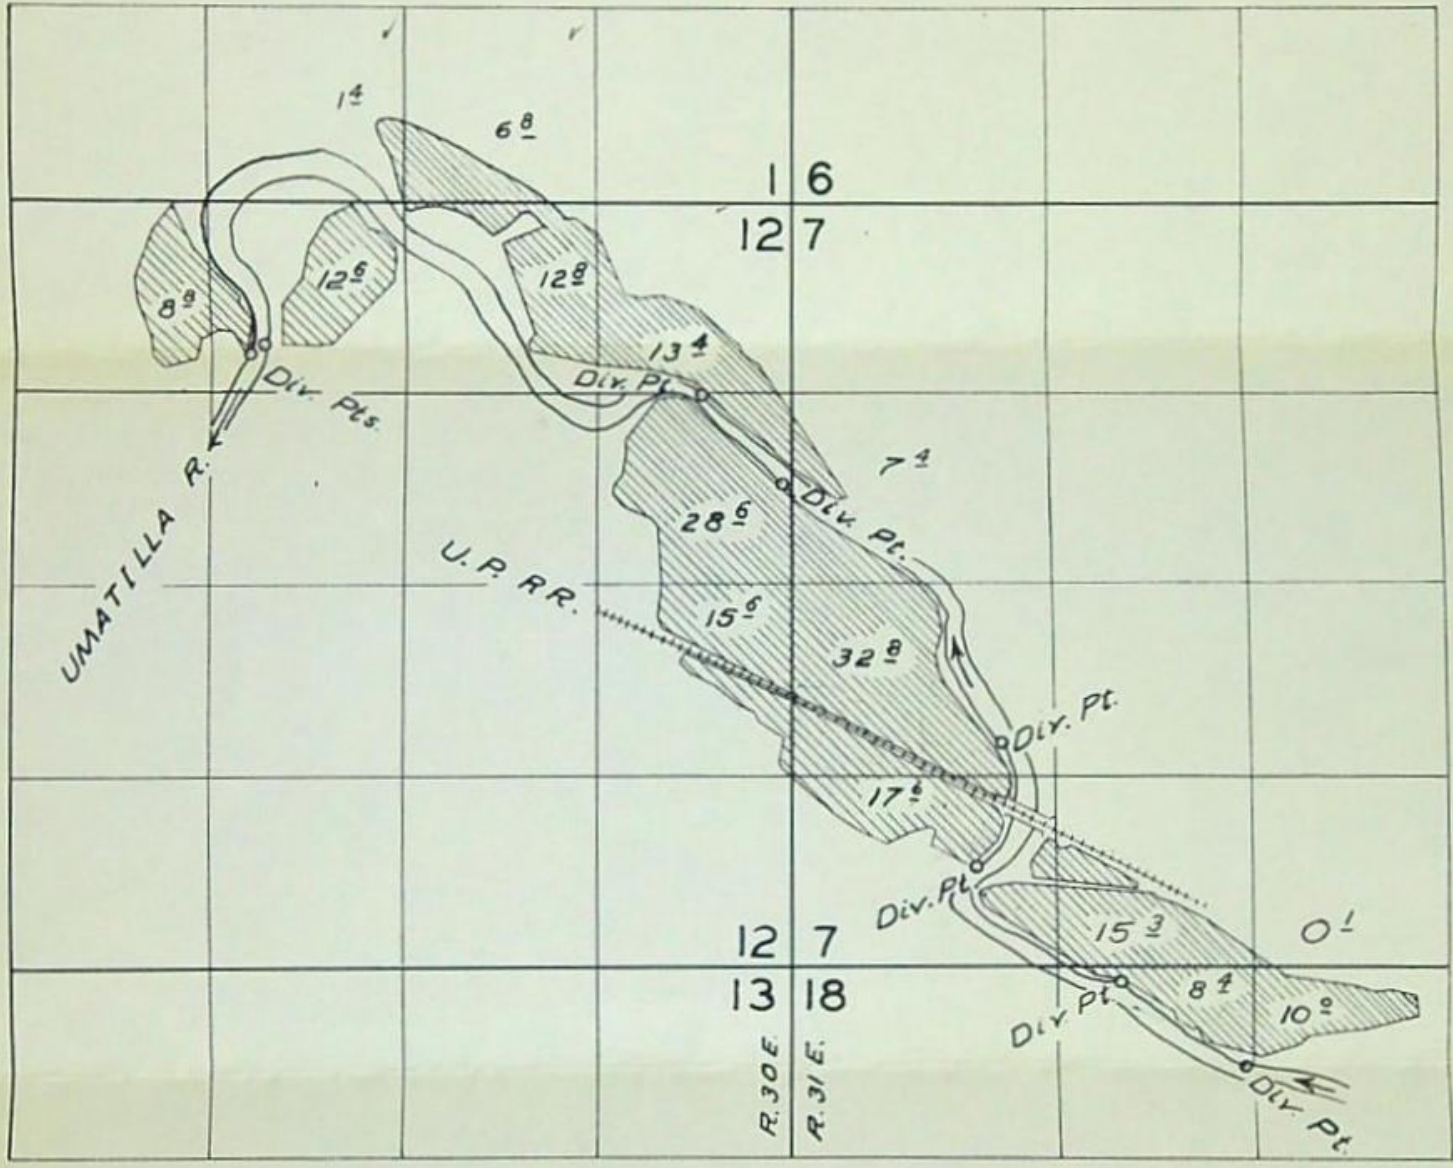 1 4
6 8
1 6
12 7
8 8
12 6
12 8
13 4
Div. Pt.
Div. Pts.
7 4
UMATILLA R.
28 6
Div. Pt.
U. P. RR.
15 6
32 8
Div. Pt.
17 6
Div. Pt
15 3
0 1
12 7
13 18
8 4
10 0
Div Pt.
R. 30 E.
R. 31 E.
Div. Pt.